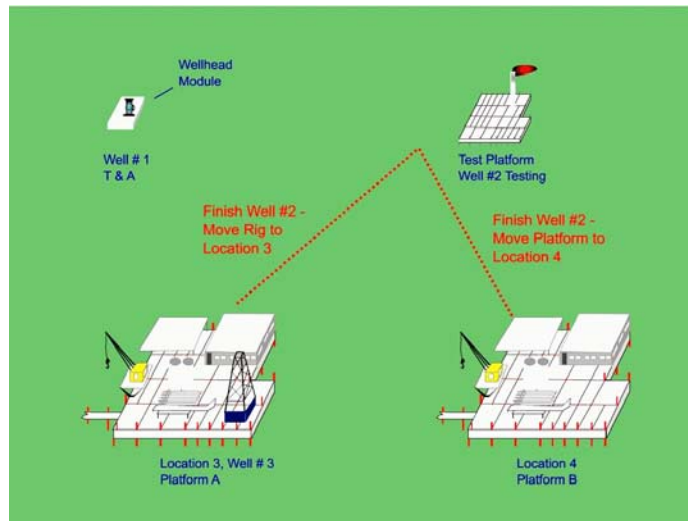 Wellhead
Module
Well # 1
T & A
Test Platform
Well #2 Testing
Finish Well #2 -
Move Rig to
Location 3
Finish Well #2 -
Move Platform to
Location 4
Location 3, Well # 3
Platform A
Location 4
Platform B